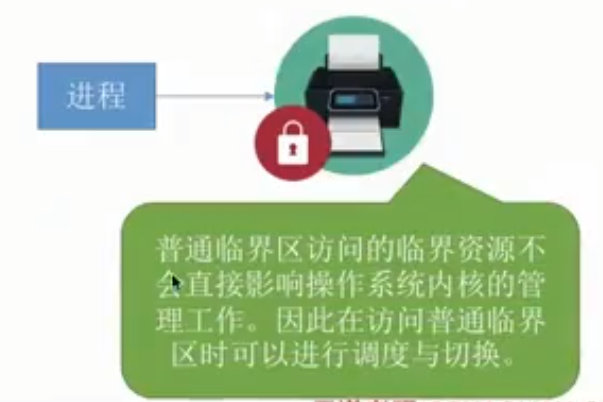 进程
普通临界区访问的临界资源不
会直接影响操作系统内核的管
理工作。因此在访问普通临界
区时可以进行调度与切换。